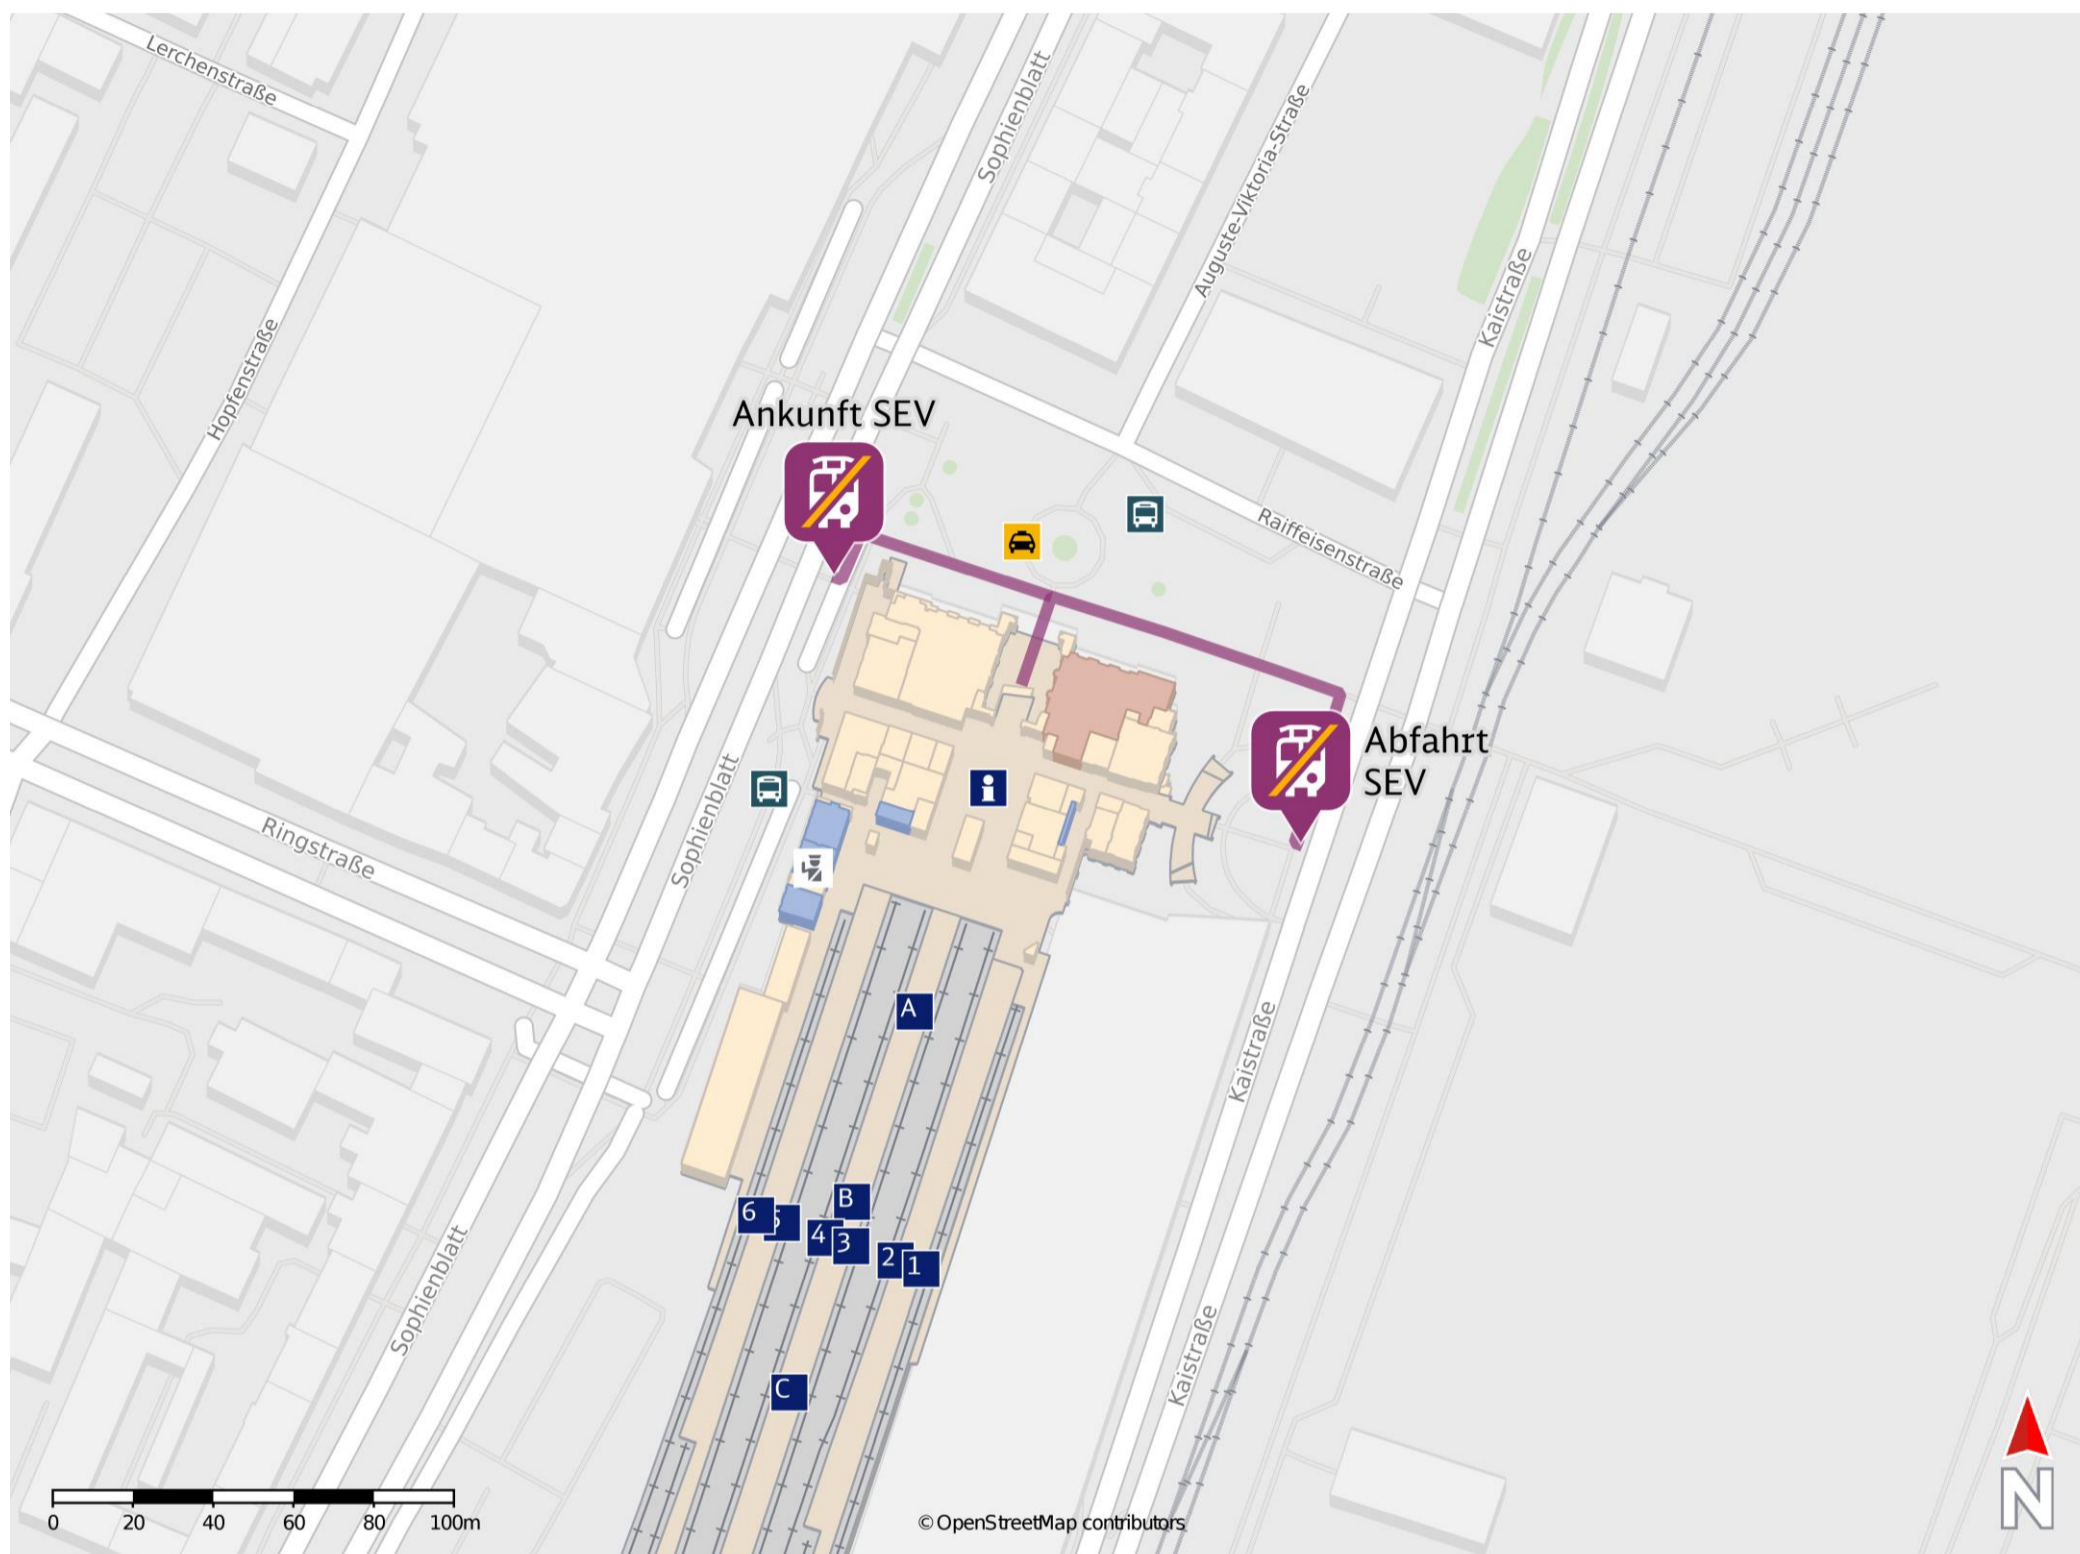 Lerchenstraße
Sophienblatt
Auguste-Viktoria-Straße
Kaistraße
Hopfenstraße
Ankunft SEV
Raiffeisenstraße
Abfahrt
SEV
Sophienblatt
Ringstraße
A
Kaistraße
B
6
5
4
3
2
1
Sophienblatt
Kaistraße
C
0 20 40 60 80 100m
© OpenStreetMap contributors
N